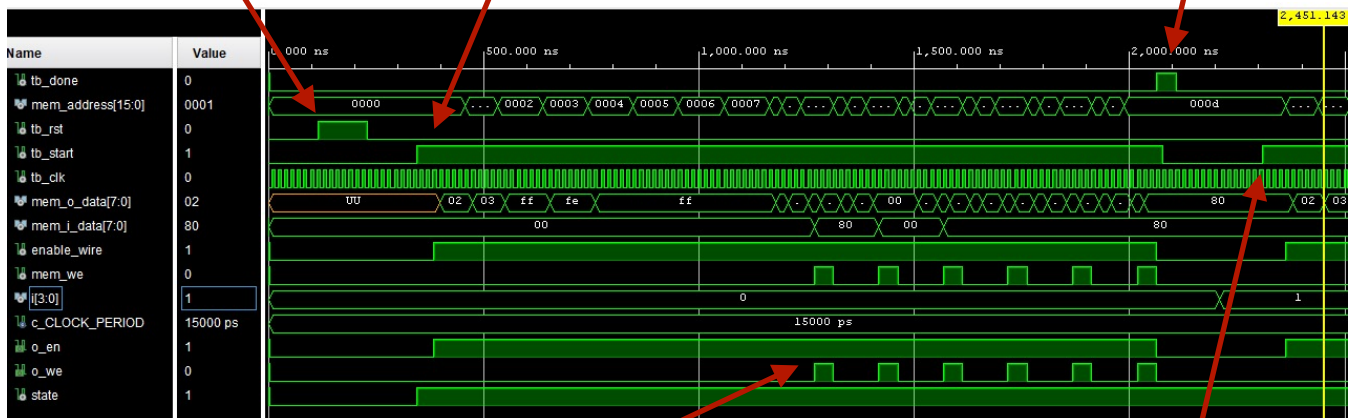 2,451.143
Name Value 0.000 ns 500.000 ns 1,000.000 ns 1,500.000 ns 2,000.000 ns
tb_done 0
mem_address[15:0] 0001 0000 ... 0002 0003 0004 0005 0006 0007 . ... . ... . ... . ... . ... . 000d ... ...
tb_rst 0
tb_start 1
tb_clk 0
mem_o_data[7:0] 02 UU 02 03 ff fe ff . . 00 . . . . . . 80 02 03
mem_i_data[7:0] 80 00 80 00 80
enable_wire 1
mem_we 0
i[3:0] 1 0 1
c_CLOCK_PERIOD 15000 ps 15000 ps
o_en 1
o_we 0
state 1